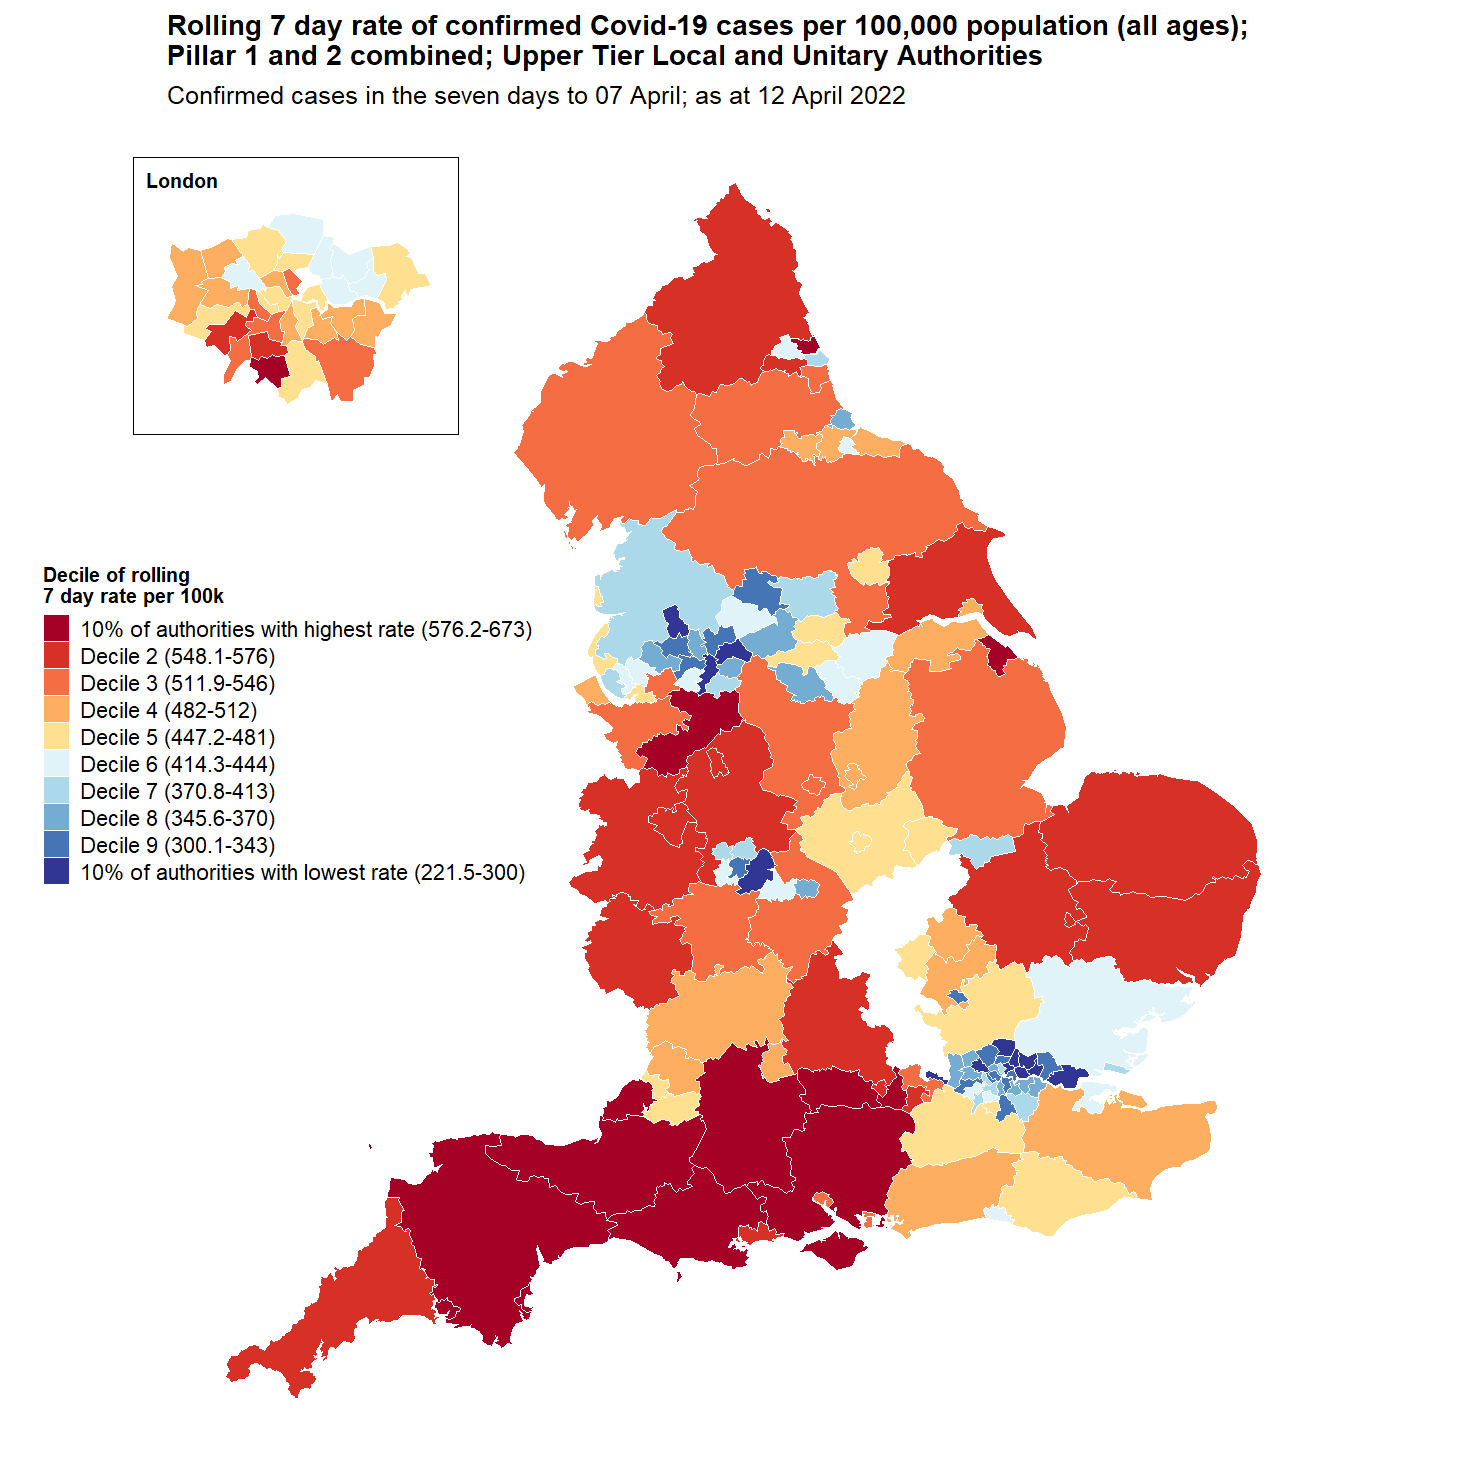 Rolling 7 day rate of confirmed Covid-19 cases per 100,000 population (all ages);
Pillar 1 and 2 combined; Upper Tier Local and Unitary Authorities
Confirmed cases in the seven days to 07 April; as at 12 April 2022
London
Decile of rolling
7 day rate per 100k
10% of authorities with highest rate (576.2-673)
Decile 2 (548.1-576)
Decile 3 (511.9-546)
Decile 4 (482-512)
Decile 5 (447.2-481)
Decile 6 (414.3-444)
Decile 7 (370.8-413)
Decile 8 (345.6-370)
Decile 9 (300.1-343)
10% of authorities with lowest rate (221.5-300)